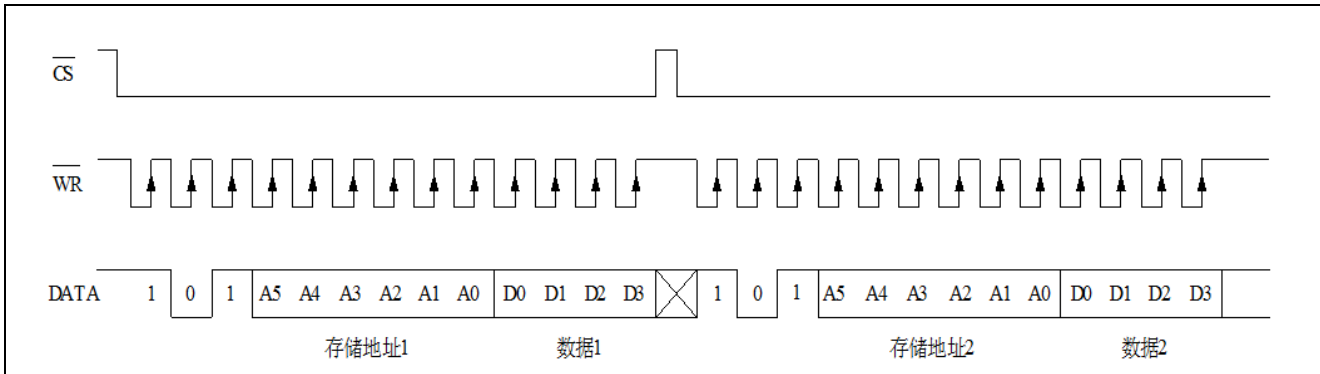 CS
WR
DATA 1 0 1 A5 A4 A3 A2 A1 A0 D0 D1 D2 D3 1 0 1 A5 A4 A3 A2 A1 A0 D0 D1 D2 D3
存储地址1 数据1 存储地址2 数据2